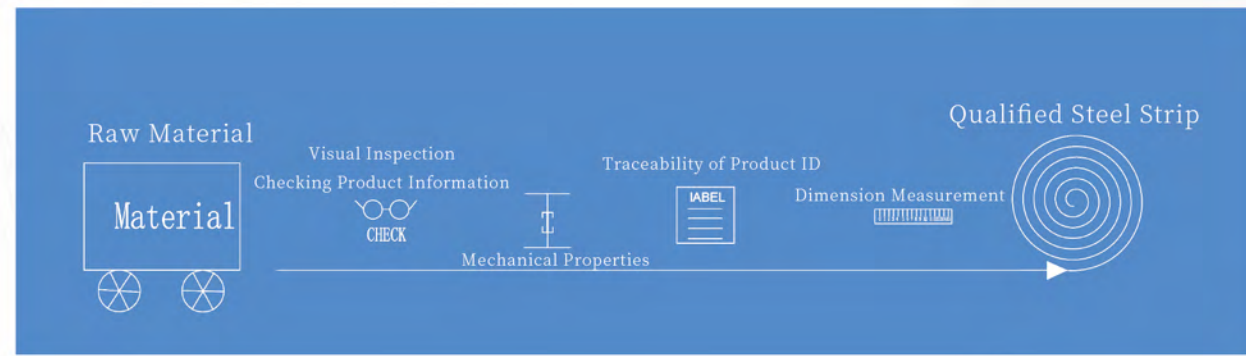 Raw Material
Material
Visual Inspection
Checking Product Information
CHECK
Mechanical Properties
Traceability of Product ID
IABEL
Dimension Measurement
Qualified Steel Strip